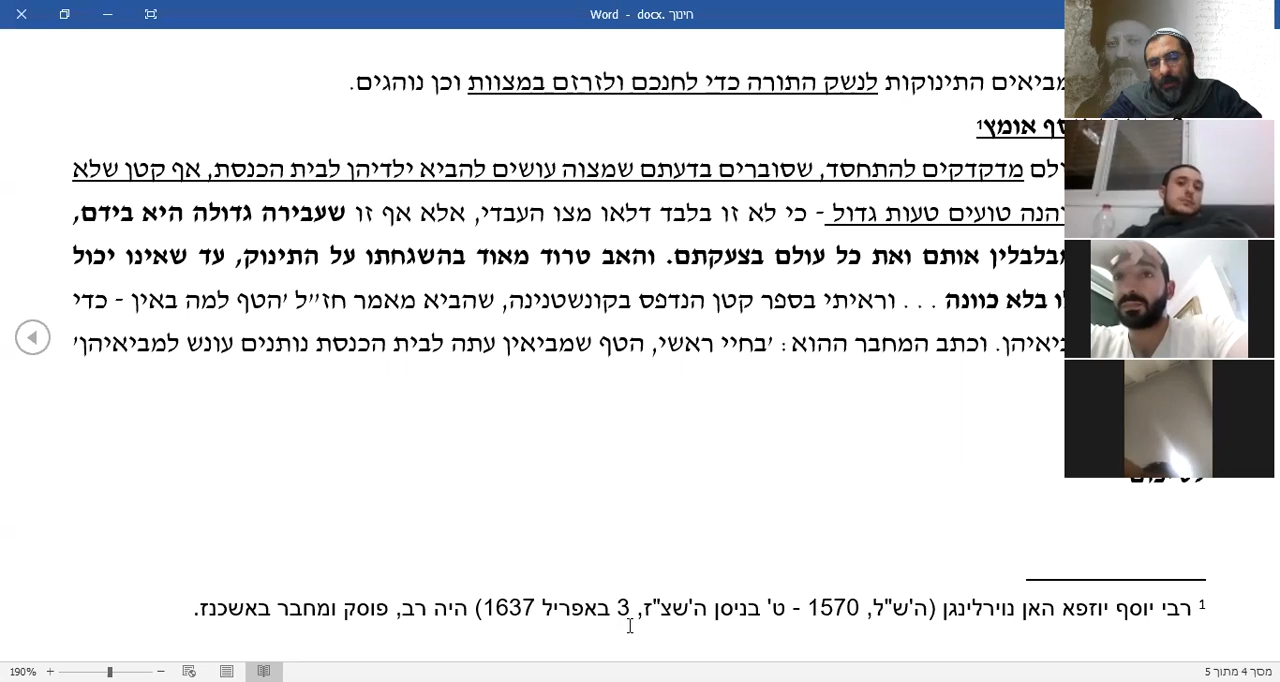 חינוך .docx - Word
מביאים התינוקות לנשק התורה כדי לחנכם ולזרזם במצוות וכן נוהגים.
אומץ1
מדקדקים להתחסד, שסוברים בדעתם שמצוה עושים להביא ילדיהן לבית הכנסת, אף קטן שלא
והנה טועים טעות גדול - כי לא זו בלבד דלאו מצו העבדי, אלא אף זו שעבירה גדולה היא בידם,
מבלבלין אותם ואת כל עולם בצעקתם. והאב טרוד מאוד בהשגחתו על התינוק, עד שאינו יכול
בלא כוונה ... וראיתי בספר קטן הנדפס בקונשטנינה, שהביא מאמר חז״ל 'הטף למה באין - כדי
וכתב המחבר ההוא: 'בחיי ראשי, הטף שמביאין עתה לבית הכנסת נותנים עונש למביאיהן'
1 רבי יוסף יוזפא האן נוירלינגן (ה'ש"ל, 1570 - ט' בניסן ה'שצ"ז, 3 באפריל 1637) היה רב, פוסק ומחבר באשכנז.
מסך 4 מתוך 5
190%